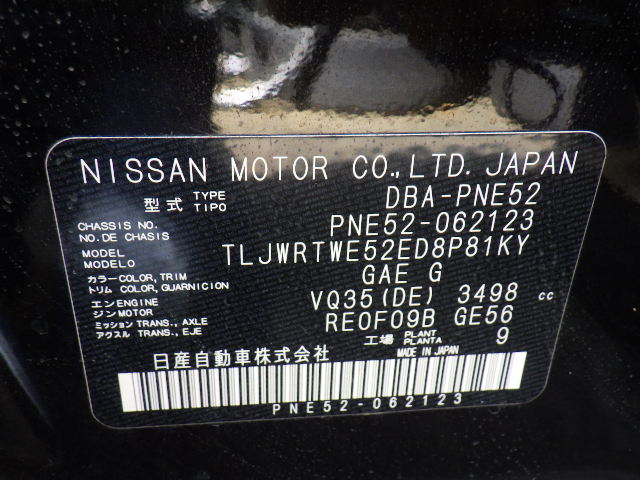 NISSAN MOTOR CO.,LTD. JAPAN
型式 TYPE TIPO DBA-PNE52
CHASSIS NO. NO. DE CHASIS PNE52-062123
MODEL MODELO TLJWRTWE52ED8P81KY
カラー COLOR, TRIM トリム COLOR, GUARNICION GAE G
エンジン ENGINE MOTOR VQ35(DE) 3498 cc
ミッション TRANS., AXLE アクスル TRANS., EJE RE0F09B GE56
工場 PLANT PLANTA 9
日産自動車株式会社 MADE IN JAPAN
PNE52-062123